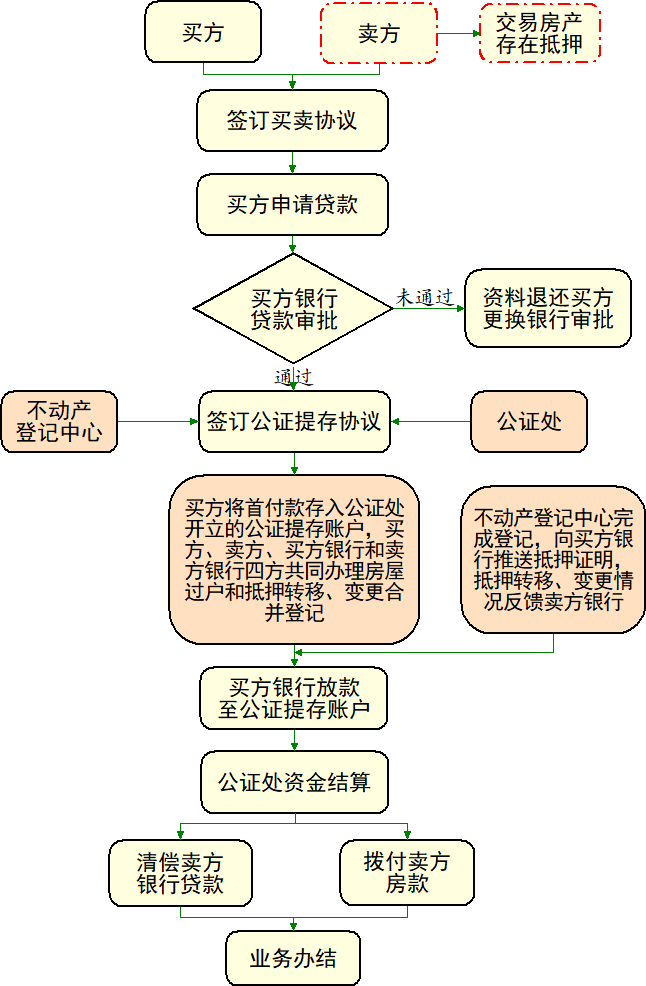 买方
卖方
交易房产
存在抵押
签订买卖协议
买方申请贷款
买方银行
贷款审批
未通过
资料退还买方
更换银行审批
通过
不动产
登记中心
签订公证提存协议
公证处
买方将首付款存入公证处
开立的公证提存账户，买
方、卖方、买方银行和卖
方银行四方共同办理房屋
过户和抵押转移、变更合
并登记
不动产登记中心完
成登记，向买方银
行推送抵押证明，
抵押转移、变更情
况反馈卖方银行
买方银行放款
至公证提存账户
公证处资金结算
清偿卖方
银行贷款
拨付卖方
房款
业务办结